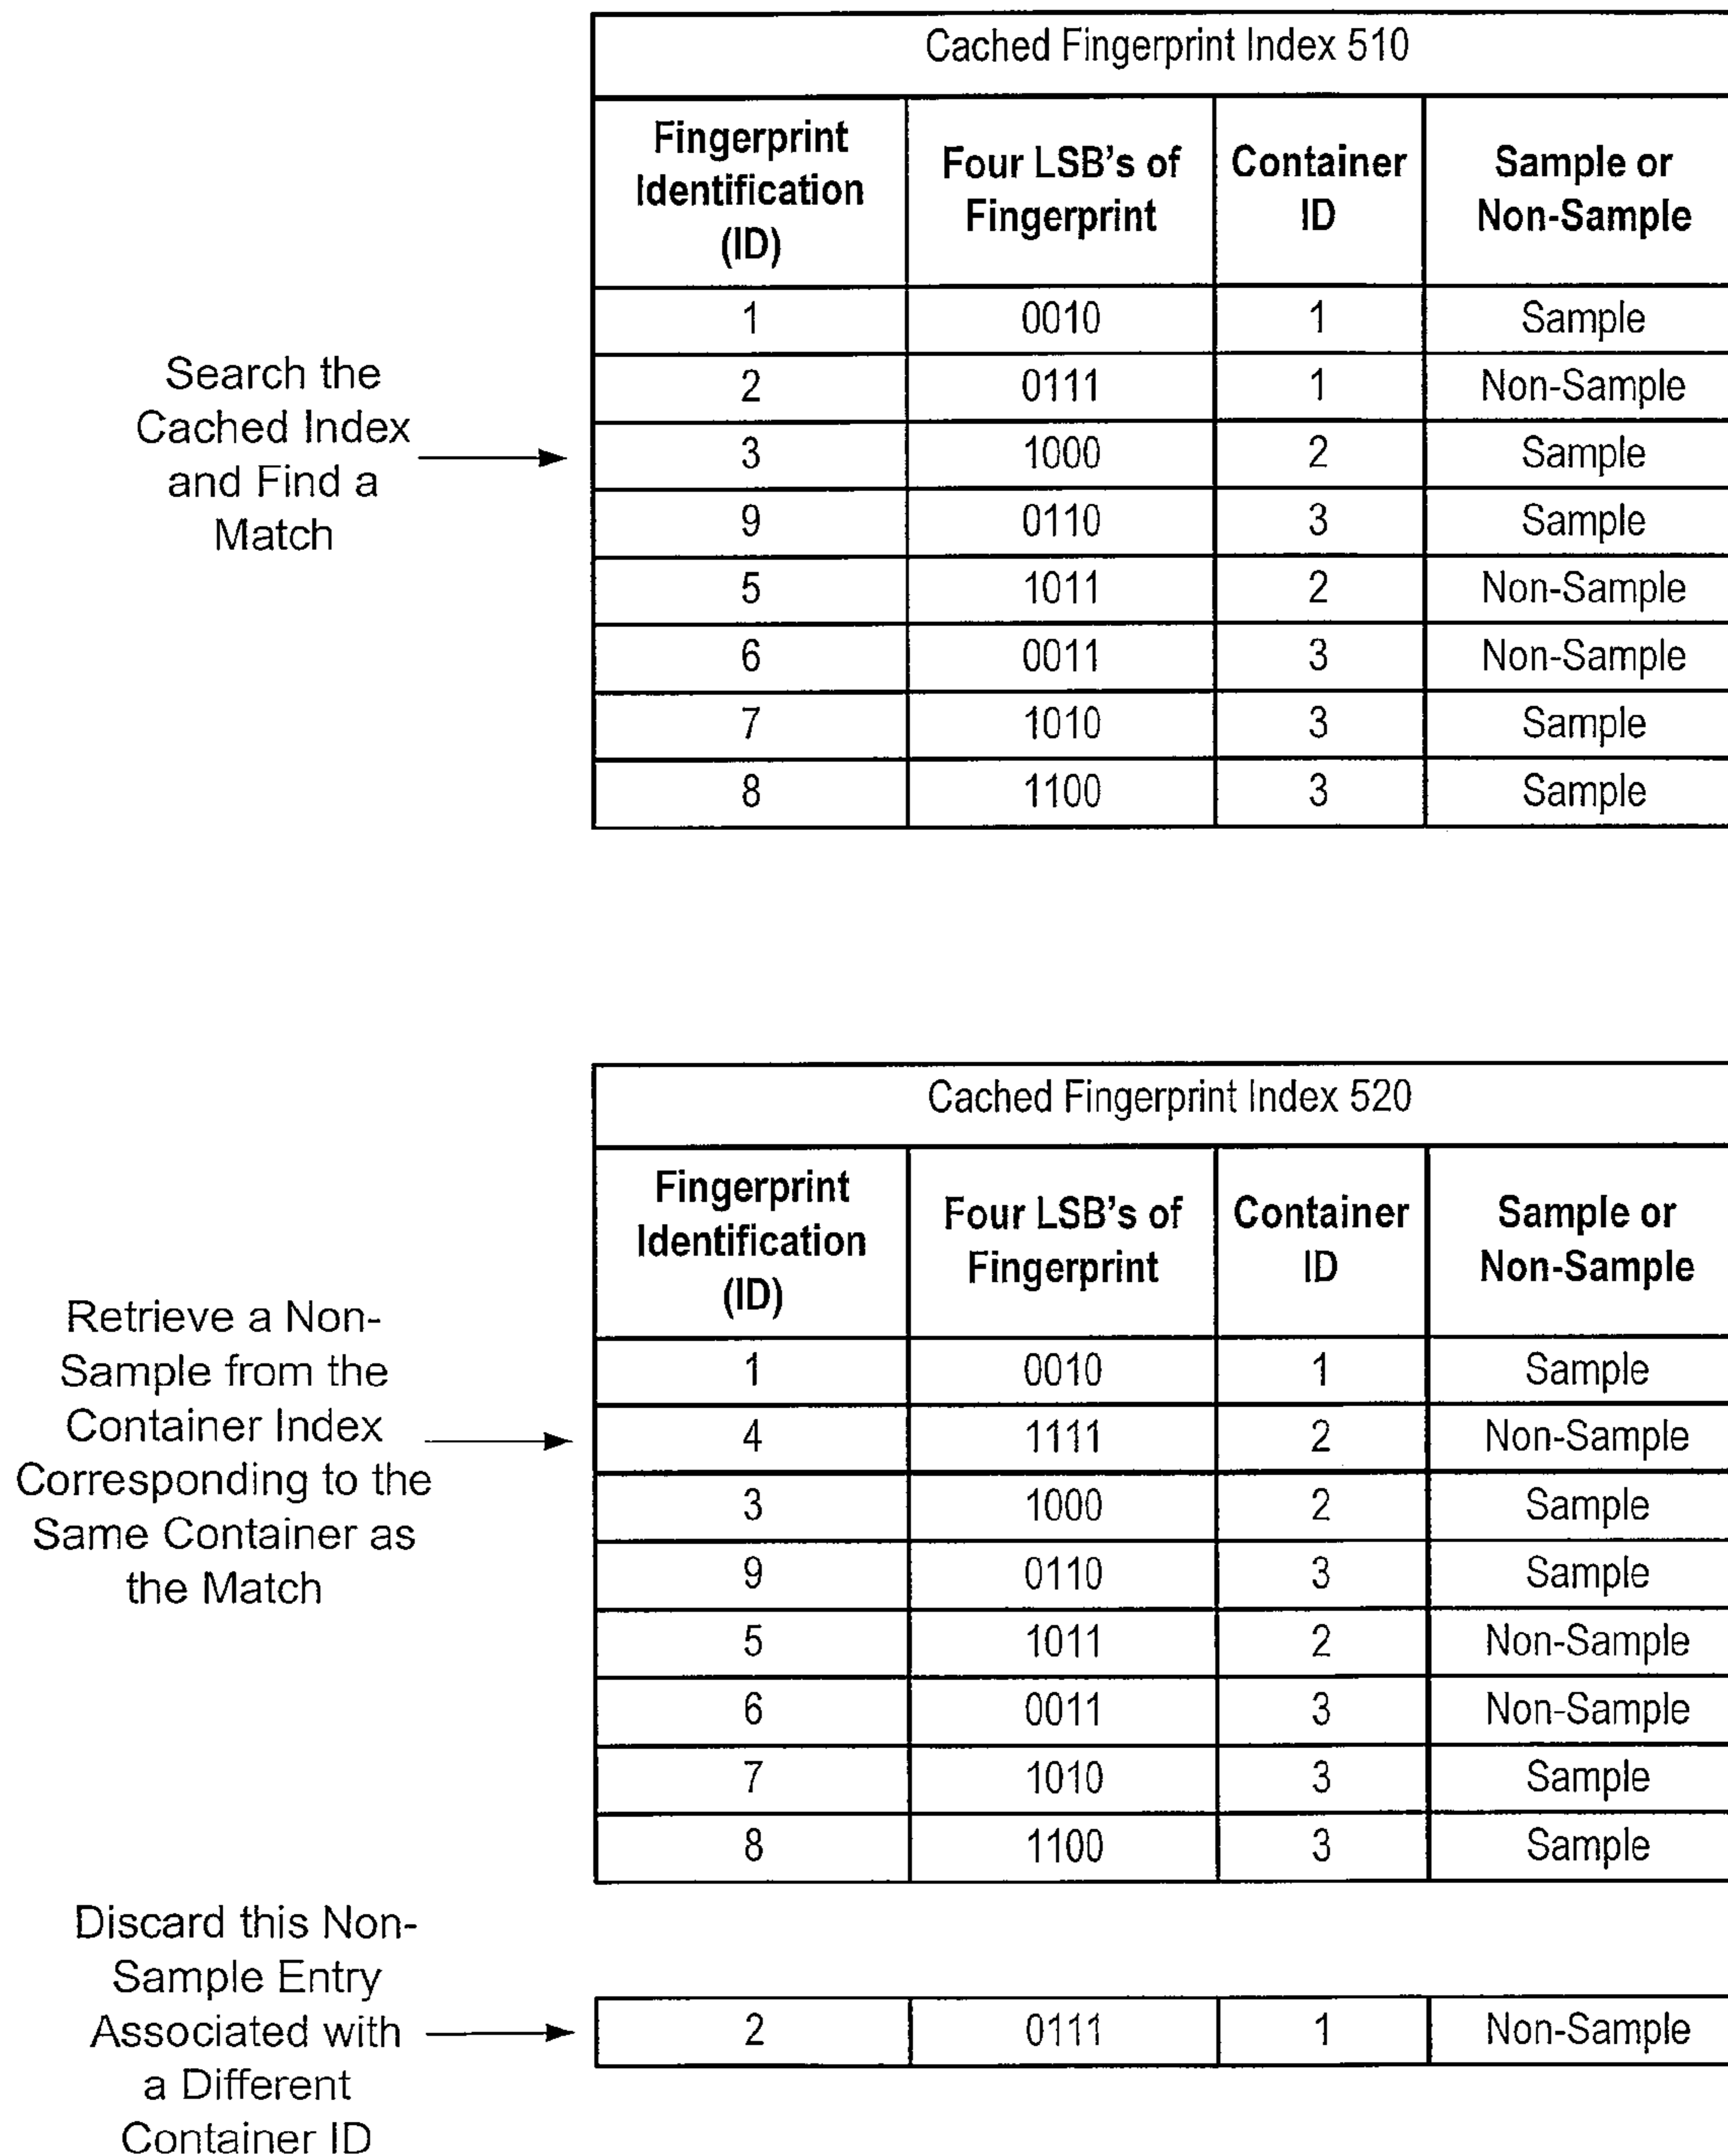 Cached Fingerprint Index 510
Fingerprint Identification (ID) Four LSB's of Fingerprint Container ID Sample or Non-Sample
1 0010 1 Sample
2 0111 1 Non-Sample
3 1000 2 Sample
9 0110 3 Sample
5 1011 2 Non-Sample
6 0011 3 Non-Sample
7 1010 3 Sample
8 1100 3 Sample
Search the
Cached Index
and Find a
Match
Cached Fingerprint Index 520
Fingerprint Identification (ID) Four LSB's of Fingerprint Container ID Sample or Non-Sample
1 0010 1 Sample
4 1111 2 Non-Sample
3 1000 2 Sample
9 0110 3 Sample
5 1011 2 Non-Sample
6 0011 3 Non-Sample
7 1010 3 Sample
8 1100 3 Sample
Retrieve a Non-
Sample from the
Container Index
Corresponding to the
Same Container as
the Match
Discard this Non-
Sample Entry
Associated with
a Different
Container ID
2 0111 1 Non-Sample